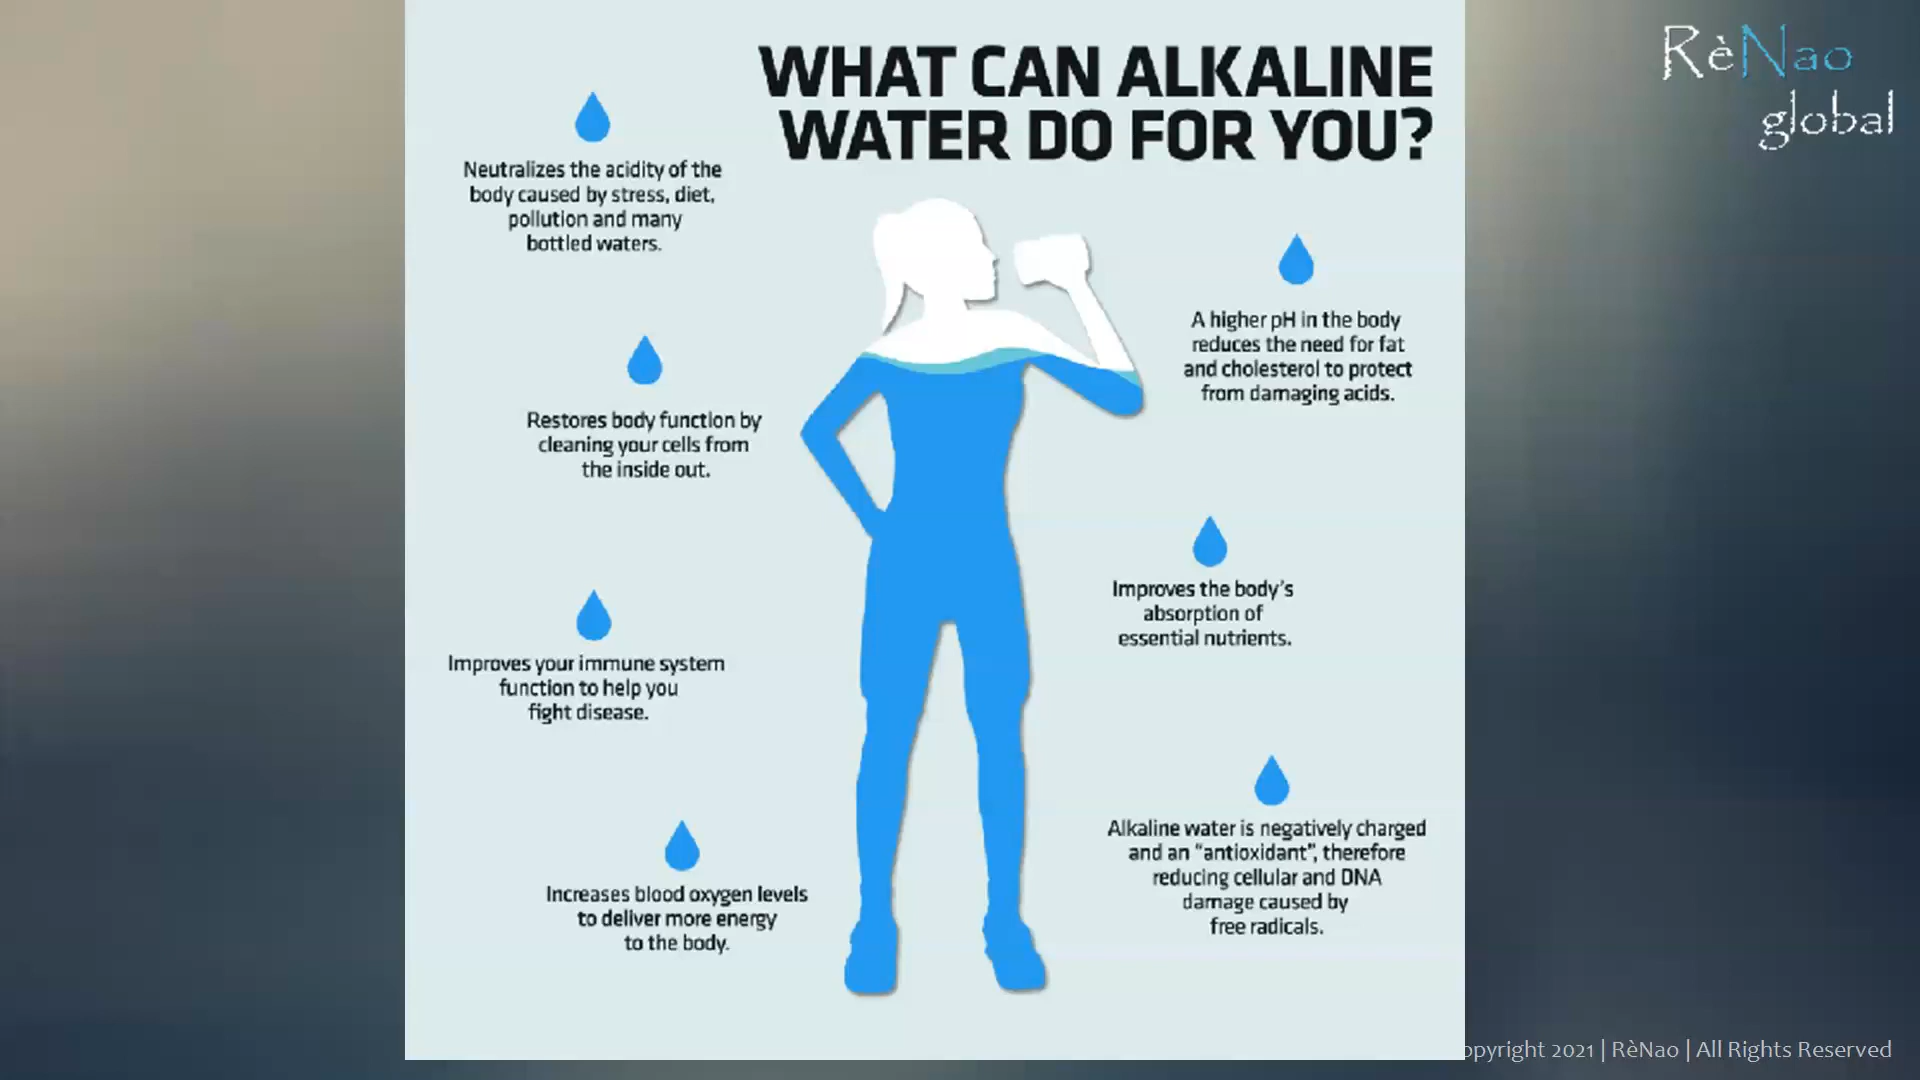 WHAT CAN ALKALINE
WATER DO FOR YOU?
RèNao
global
Neutralizes the acidity of the
body caused by stress, diet,
pollution and many
bottled waters.
Restores body function by
cleaning your cells from
the inside out.
Improves your immune system
function to help you
fight disease.
Increases blood oxygen levels
to deliver more energy
to the body.
A higher pH in the body
reduces the need for fat
and cholesterol to protect
from damaging acids.
Improves the body's
absorption of
essential nutrients.
Alkaline water is negatively charged
and an "antioxidant", therefore
reducing cellular and DNA
damage caused by
free radicals.
opyright 2021 | RèNao | All Rights Reserved